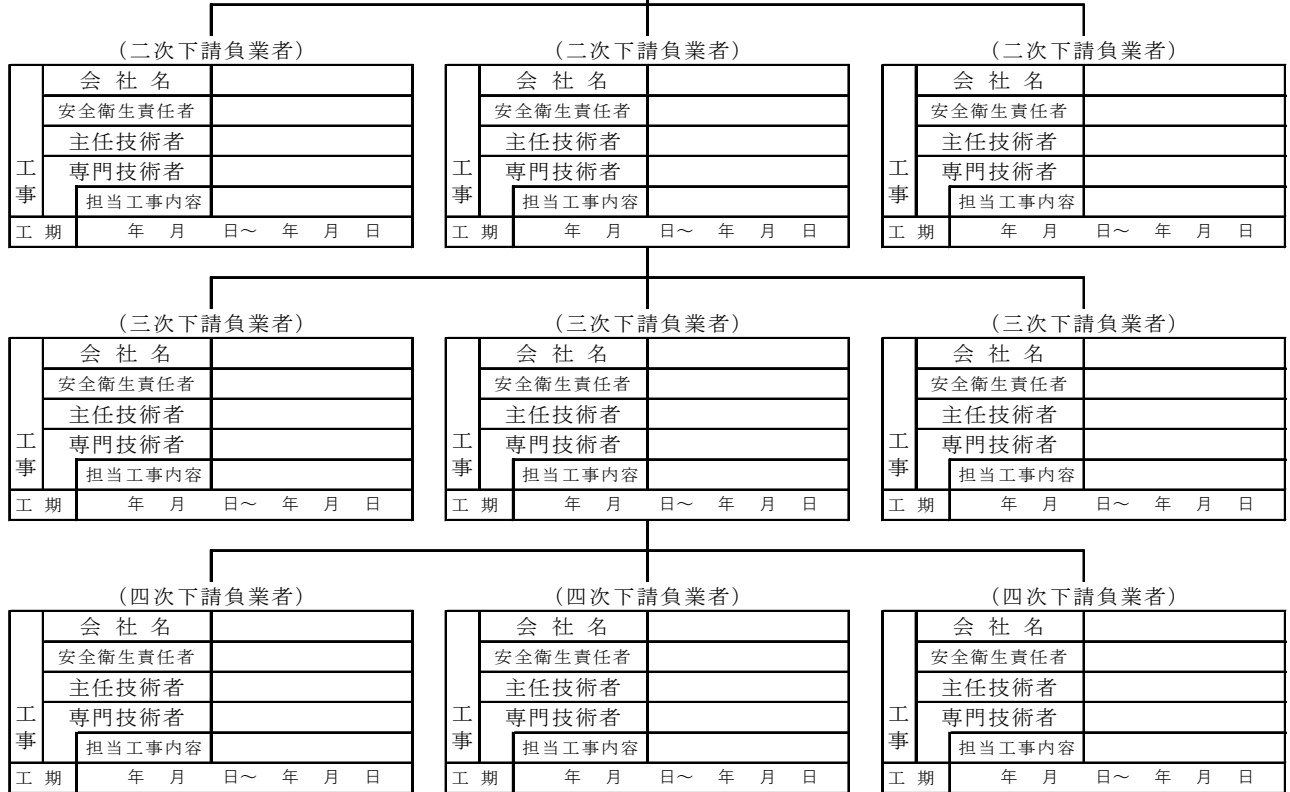 (二次下請負業者) (二次下請負業者) (二次下請負業者)
会社名 会社名 会社名
安全衛生責任者 安全衛生責任者 安全衛生責任者
主任技術者 主任技術者 主任技術者
工事 専門技術者 工事 専門技術者 工事 専門技術者
担当工事内容 担当工事内容 担当工事内容
工期 年 月 日~ 年 月 日 工期 年 月 日~ 年 月 日 工期 年 月 日~ 年 月 日
(三次下請負業者) (三次下請負業者) (三次下請負業者)
会社名 会社名 会社名
安全衛生責任者 安全衛生責任者 安全衛生責任者
主任技術者 主任技術者 主任技術者
工事 専門技術者 工事 専門技術者 工事 専門技術者
担当工事内容 担当工事内容 担当工事内容
工期 年 月 日~ 年 月 日 工期 年 月 日~ 年 月 日 工期 年 月 日~ 年 月 日
(四次下請負業者) (四次下請負業者) (四次下請負業者)
会社名 会社名 会社名
安全衛生責任者 安全衛生責任者 安全衛生責任者
主任技術者 主任技術者 主任技術者
工事 専門技術者 工事 専門技術者 工事 専門技術者
担当工事内容 担当工事内容 担当工事内容
工期 年 月 日~ 年 月 日 工期 年 月 日~ 年 月 日 工期 年 月 日~ 年 月 日